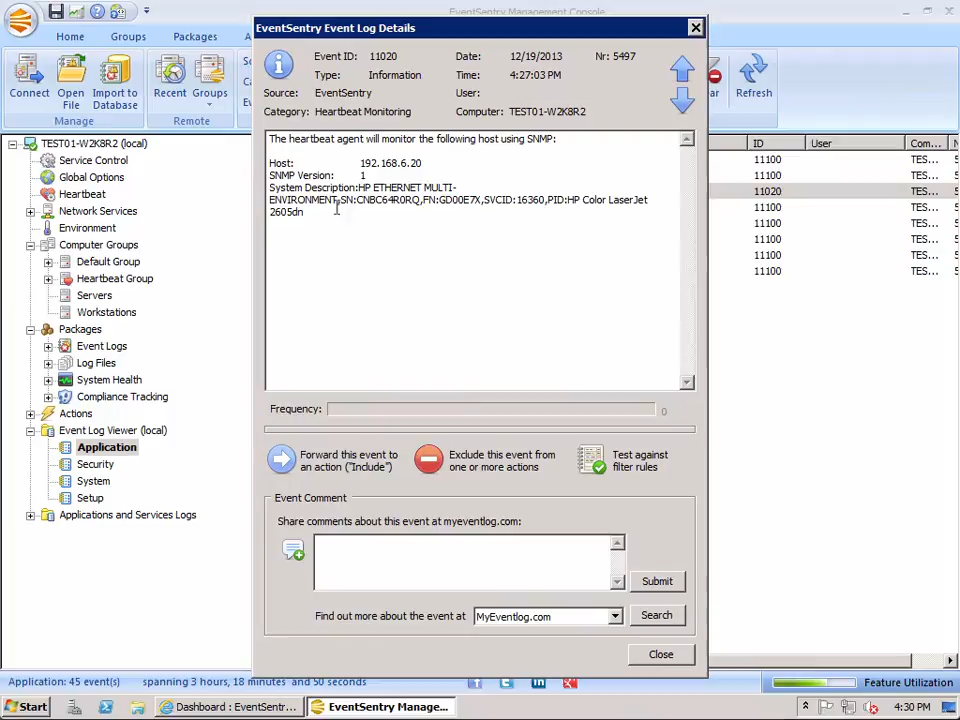 EventSentry Management Console
EventSentry Event Log Details
Home
Groups
Packages
Event ID: 11020 Date: 12/19/2013 Nr: 5497
Type: Information Time: 4:27:03 PM
Source: EventSentry User:
Category: Heartbeat Monitoring Computer: TEST01-W2K8R2
Connect
Open File
Import to Database
Recent
Groups
Manage
Remote
Refresh
The heartbeat agent will monitor the following host using SNMP:
Host: 192.168.6.20
SNMP Version: 1
System Description:HP ETHERNET MULTI-
ENVIRONMENT,SN:CNBC64R0RQ,FN:GD00E7X,SVCID:16360,PID:HP Color LaserJet
2605dn
Frequency: 0
Forward this event to
an action ("Include")
Exclude this event from
one or more actions
Test against
filter rules
Event Comment
Share comments about this event at myeventlog.com:
Submit
Find out more about the event at MyEventlog.com Search
Close
TEST01-W2K8R2 (local)
Service Control
Global Options
Heartbeat
Network Services
Environment
Computer Groups
Default Group
Heartbeat Group
Servers
Workstations
Packages
Event Logs
Log Files
System Health
Compliance Tracking
Actions
Event Log Viewer (local)
Application
Security
System
Setup
Applications and Services Logs
ID User Com...
11100 TES...
11100 TES...
11020 TES...
11100 TES...
11100 TES...
11100 TES...
11100 TES...
11100 TES...
Application: 45 event(s) spanning 3 hours, 18 minutes and 50 seconds Feature Utilization
Start Dashboard : EventSentr... EventSentry Manage... 4:30 PM